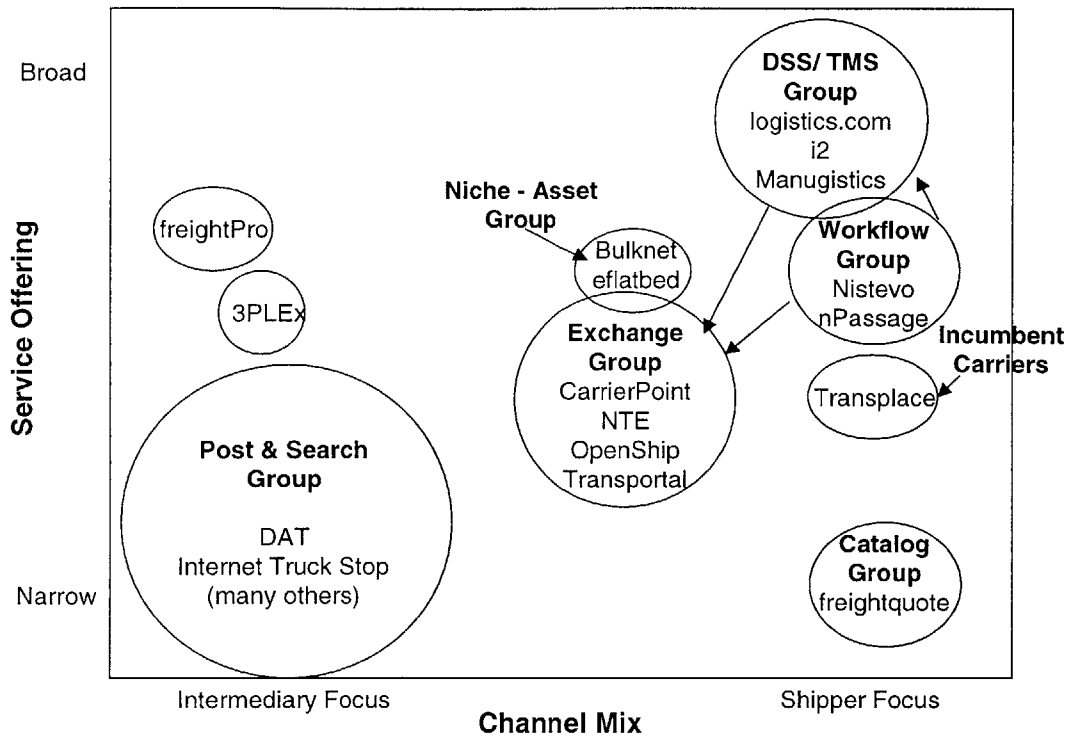 Broad
DSS/ TMS
Group
logistics.com
i2
Manugistics
Niche - Asset
Group
freightPro
Bulknet
eflatbed
Workflow
Group
Nistevo
nPassage
3PLEx
Exchange
Group
CarrierPoint
NTE
OpenShip
Transportal
Incumbent
Carriers
Transplace
Service Offering
Post & Search
Group
DAT
Internet Truck Stop
(many others)
Catalog
Group
freightquote
Narrow
Intermediary Focus
Shipper Focus
Channel Mix